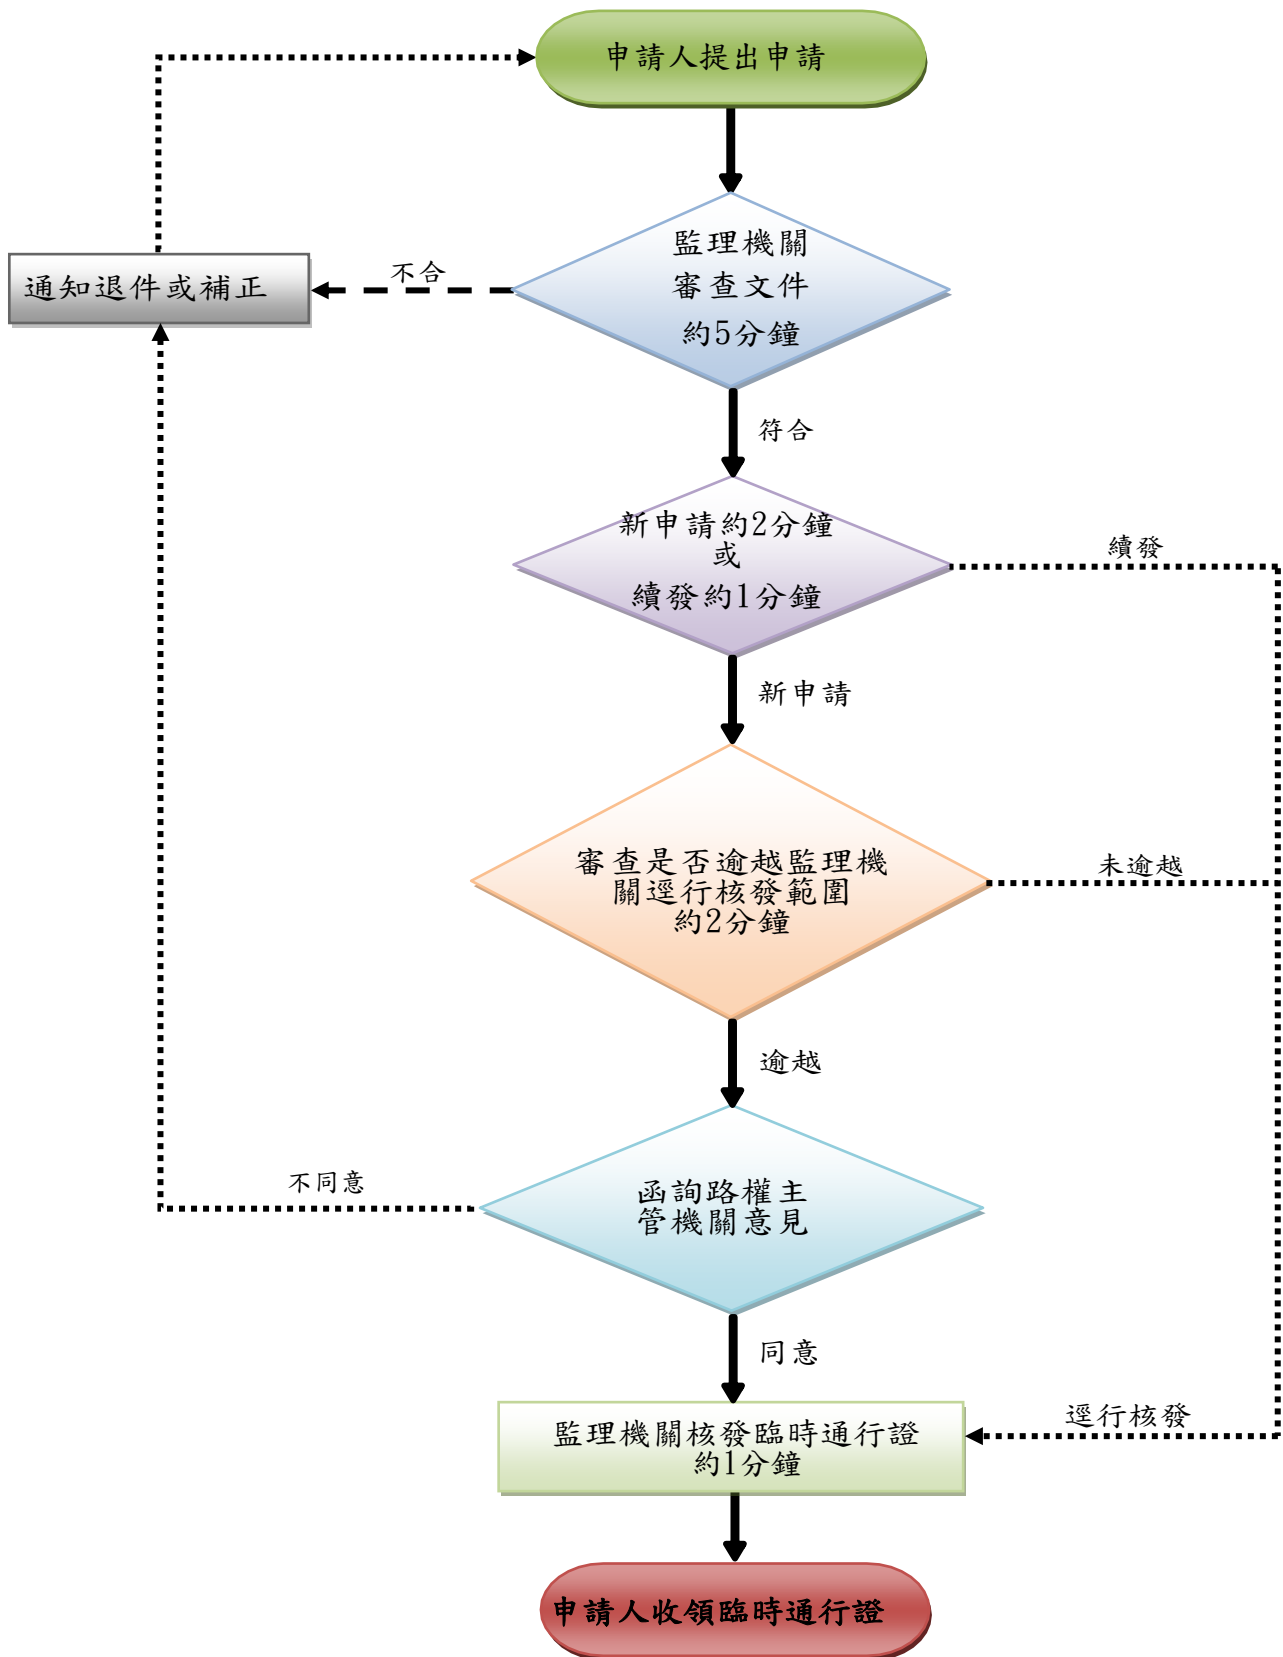 申請人提出申請
監理機關
審查文件
約5分鐘
不合
通知退件或補正
符合
新申請約2分鐘
或
續發約1分鐘
續發
新申請
審查是否逾越監理機
關逕行核發範圍
約2分鐘
未逾越
逾越
不同意
函詢路權主
管機關意見
同意
逕行核發
監理機關核發臨時通行證
約1分鐘
申請人收領臨時通行證